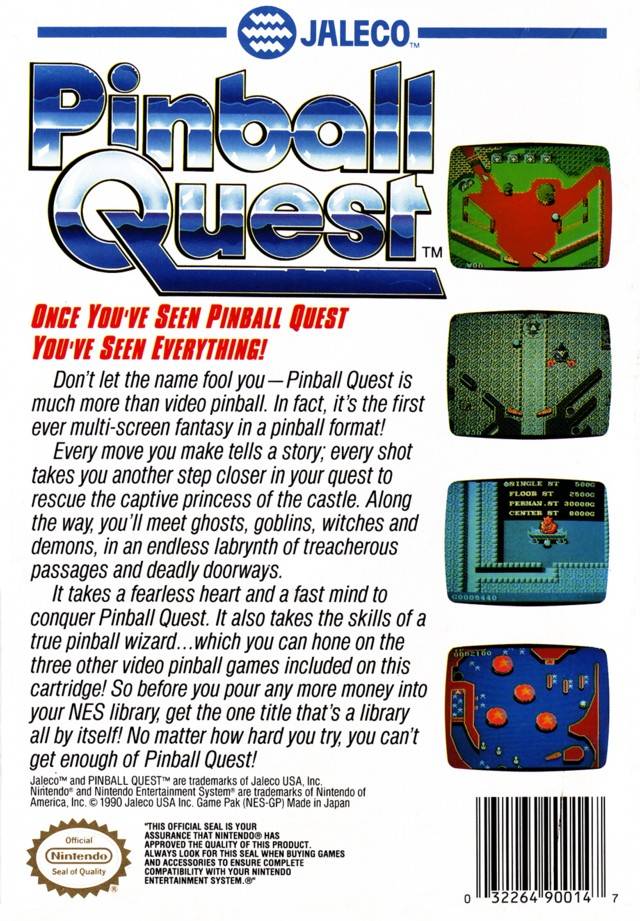 JALECO™
Pinball
Quest™
ONCE YOU'VE SEEN PINBALL QUEST
YOU'VE SEEN EVERYTHING!
Don't let the name fool you—Pinball Quest is
much more than video pinball. In fact, it's the first
ever multi-screen fantasy in a pinball format!
Every move you make tells a story; every shot
takes you another step closer in your quest to
rescue the captive princess of the castle. Along
the way, you'll meet ghosts, goblins, witches and
demons, in an endless labrynth of treacherous
passages and deadly doorways.
It takes a fearless heart and a fast mind to
conquer Pinball Quest. It also takes the skills of a
true pinball wizard...which you can hone on the
three other video pinball games included on this
cartridge! So before you pour any more money into
your NES library, get the one title that's a library
all by itself! No matter how hard you try, you can't
get enough of Pinball Quest!
SINGLE ST 500G
FLOOR ST 2500G
PERMAN.ST 30000G
CENTER ST 8000G
Jaleco™ and PINBALL QUEST™ are trademarks of Jaleco USA, Inc.
Nintendo® and Nintendo Entertainment System® are trademarks of Nintendo of
America, Inc. © 1990 Jaleco USA Inc. Game Pak (NES-GP) Made in Japan
Official
Nintendo
Seal of Quality
®
"THIS OFFICIAL SEAL IS YOUR
ASSURANCE THAT NINTENDO® HAS
APPROVED THE QUALITY OF THIS PRODUCT.
ALWAYS LOOK FOR THIS SEAL WHEN BUYING GAMES
AND ACCESSORIES TO ENSURE COMPLETE
COMPATIBILITY WITH YOUR NINTENDO
ENTERTAINMENT SYSTEM.®"
0 32264 90014 7